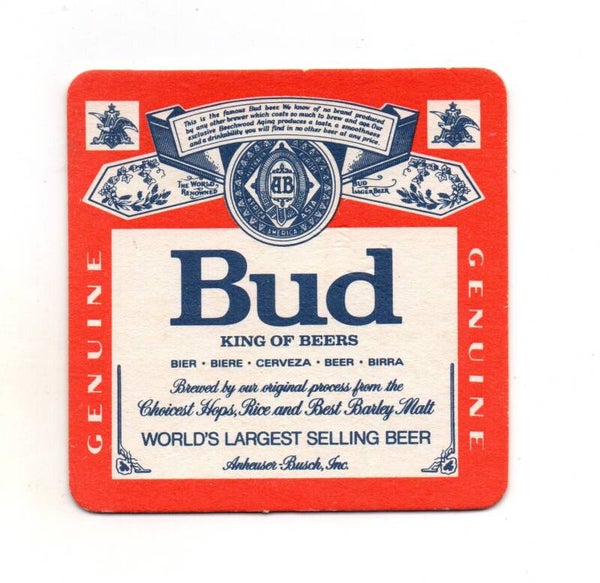 This is the famous Bud beer. We know of no brand produced
by any other brewer which costs so much to brew and age. Our
exclusive Beechwood Aging produces a taste, a smoothness
and a drinkability you will find in no other beer at any price.
THE WORLD
RENOWNED
AB
BUD
LAGER BEER
AFRICA AMERICA ASIA
GENUINE
Bud
KING OF BEERS
BIER · BIERE · CERVEZA · BEER · BIRRA
Brewed by our original process from the
Choicest Hops, Rice and Best Barley Malt
WORLD'S LARGEST SELLING BEER
Anheuser-Busch, Inc.
GENUINE